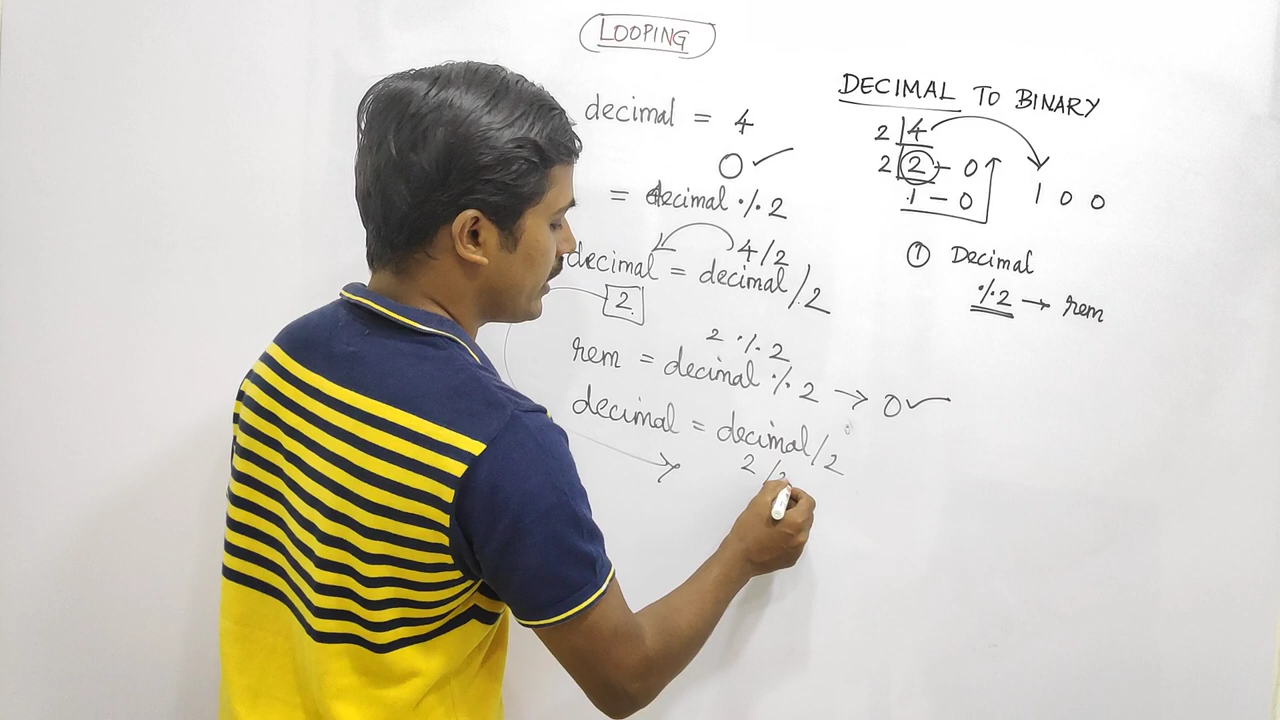 LOOPING
decimal = 4
0 ✓
= decimal % 2
4/2
decimal = decimal/2
2
2 % 2
rem = decimal % 2 → 0 ✓
decimal = decimal/2
2/2
DECIMAL TO BINARY
2 | 4
2 | 2 - 0
1 - 0
1 0 0
① Decimal
% 2 → rem